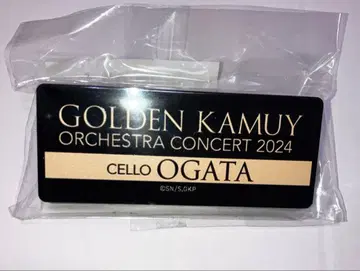 GOLDEN KAMUY
ORCHESTRA CONCERT 2024
CELLO OGATA
©SN/S,GKP